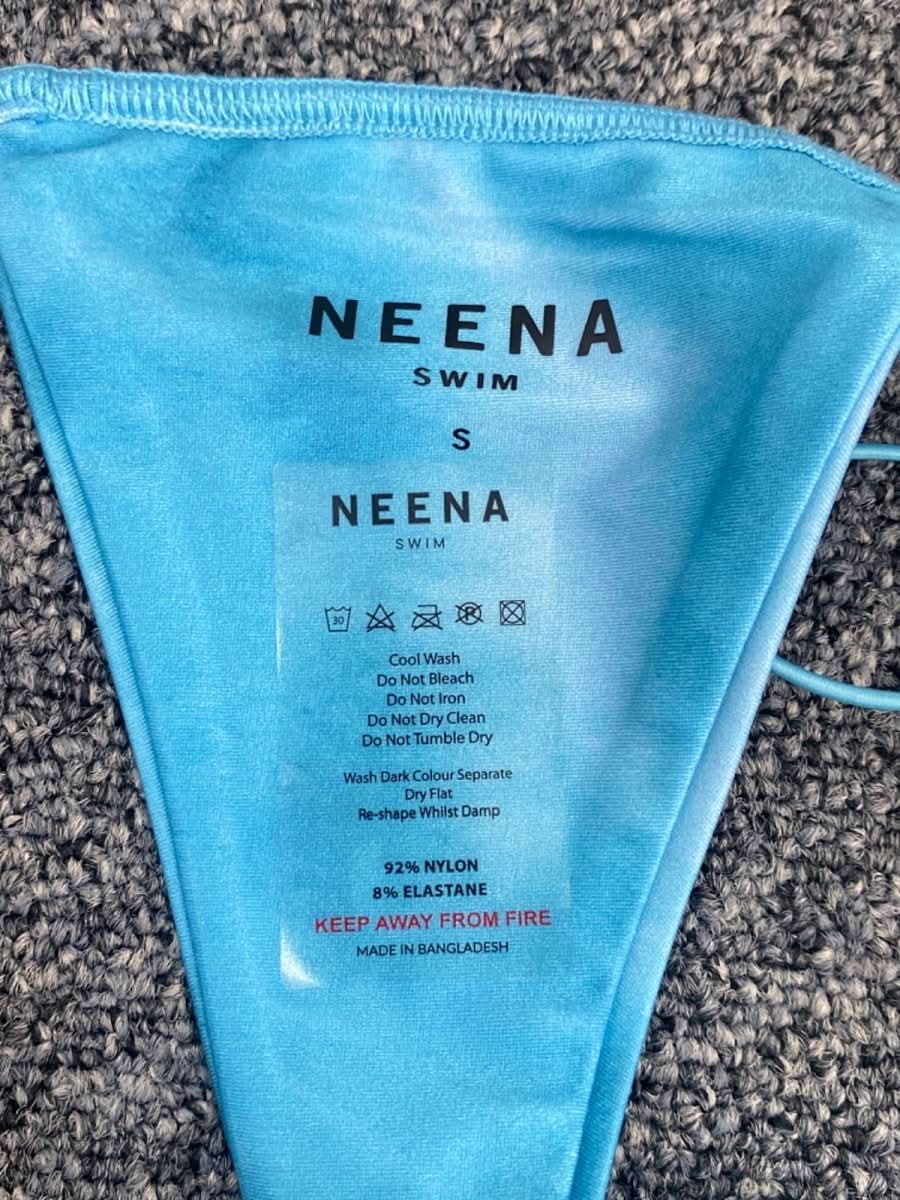 NEENA
SWIM
S
NEENA
SWIM
30
P
Cool Wash
Do Not Bleach
Do Not Iron
Do Not Dry Clean
Do Not Tumble Dry
Wash Dark Colour Separate
Dry Flat
Re-shape Whilst Damp
92% NYLON
8% ELASTANE
KEEP AWAY FROM FIRE
MADE IN BANGLADESH